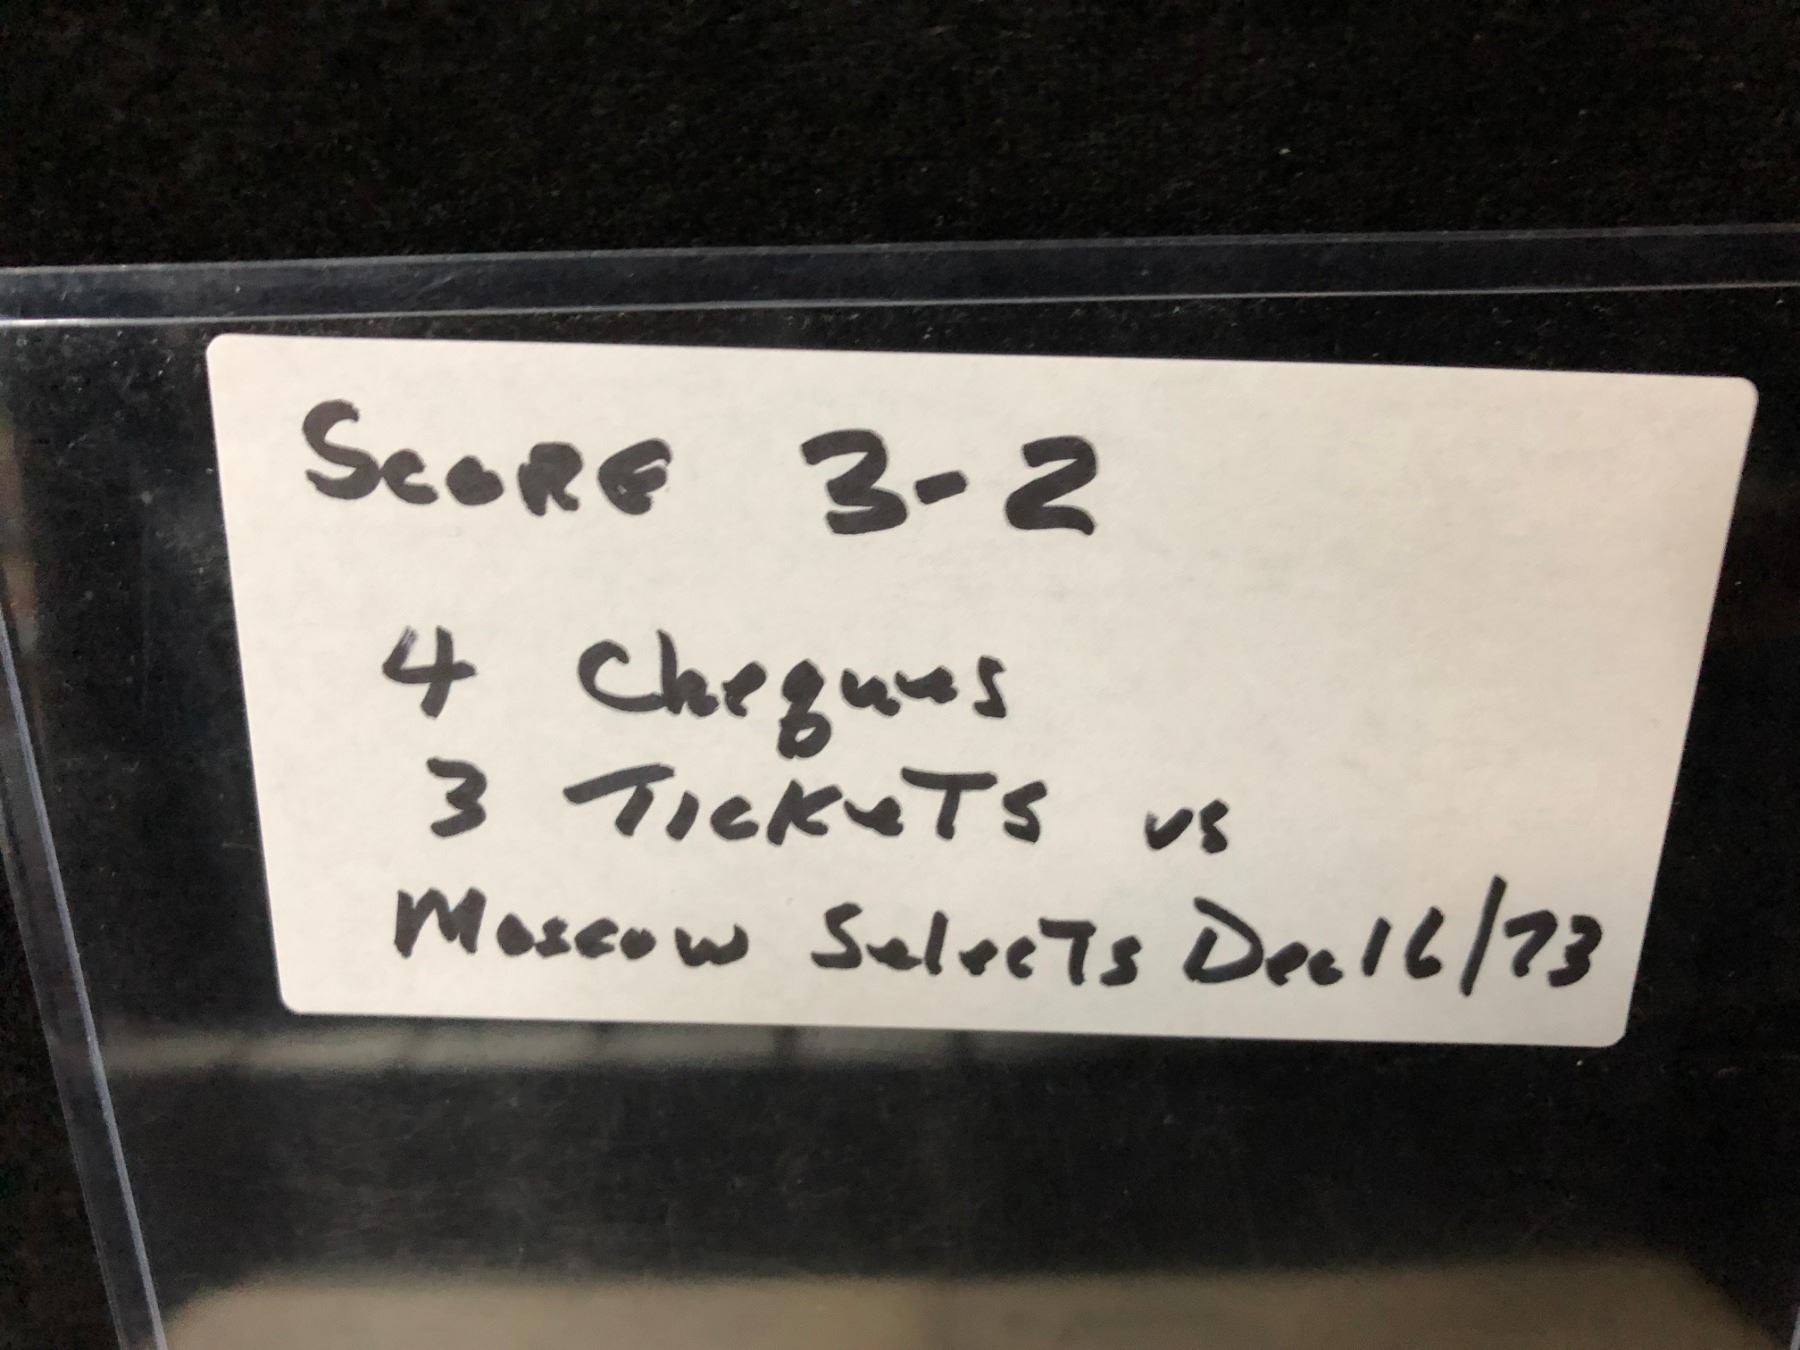 SCORE 3-2
4 Cheques
3 TICKETS vs
Moscow Selects Dec 16/73